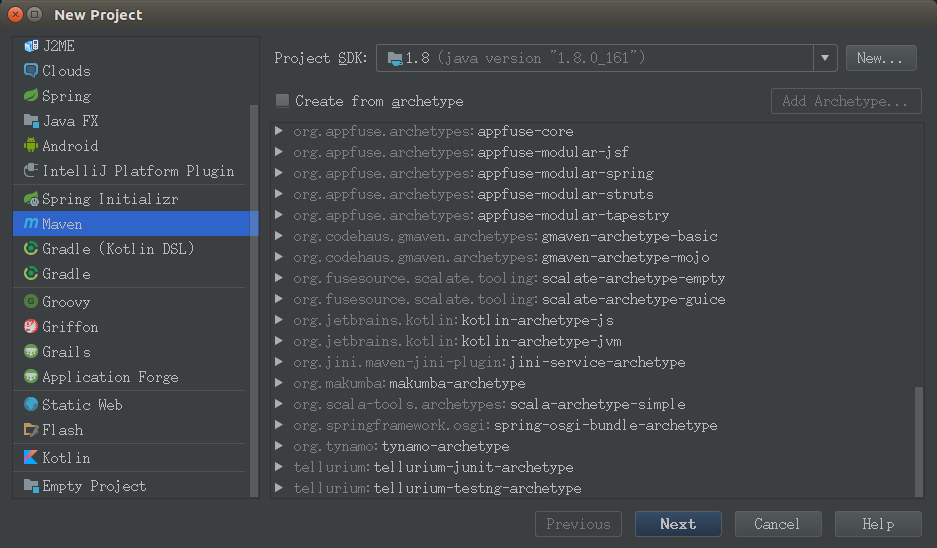 New Project
J2ME
Clouds
Spring
Java FX
Android
IntelliJ Platform Plugin
Spring Initializr
Maven
Gradle (Kotlin DSL)
Gradle
Groovy
Griffon
Grails
Application Forge
Static Web
Flash
Kotlin
Empty Project
Project SDK: 1.8 (java version "1.8.0_161") New...
Create from archetype Add Archetype...
org.appfuse.archetypes:appfuse-core
org.appfuse.archetypes:appfuse-modular-jsf
org.appfuse.archetypes:appfuse-modular-spring
org.appfuse.archetypes:appfuse-modular-struts
org.appfuse.archetypes:appfuse-modular-tapestry
org.codehaus.gmaven.archetypes:gmaven-archetype-basic
org.codehaus.gmaven.archetypes:gmaven-archetype-mojo
org.fusesource.scalate.tooling:scalate-archetype-empty
org.fusesource.scalate.tooling:scalate-archetype-guice
org.jetbrains.kotlin:kotlin-archetype-js
org.jetbrains.kotlin:kotlin-archetype-jvm
org.jini.maven-jini-plugin:jini-service-archetype
org.makumba:makumba-archetype
org.scala-tools.archetypes:scala-archetype-simple
org.springframework.osgi:spring-osgi-bundle-archetype
org.tynamo:tynamo-archetype
tellurium:tellurium-junit-archetype
tellurium:tellurium-testng-archetype
Previous Next Cancel Help